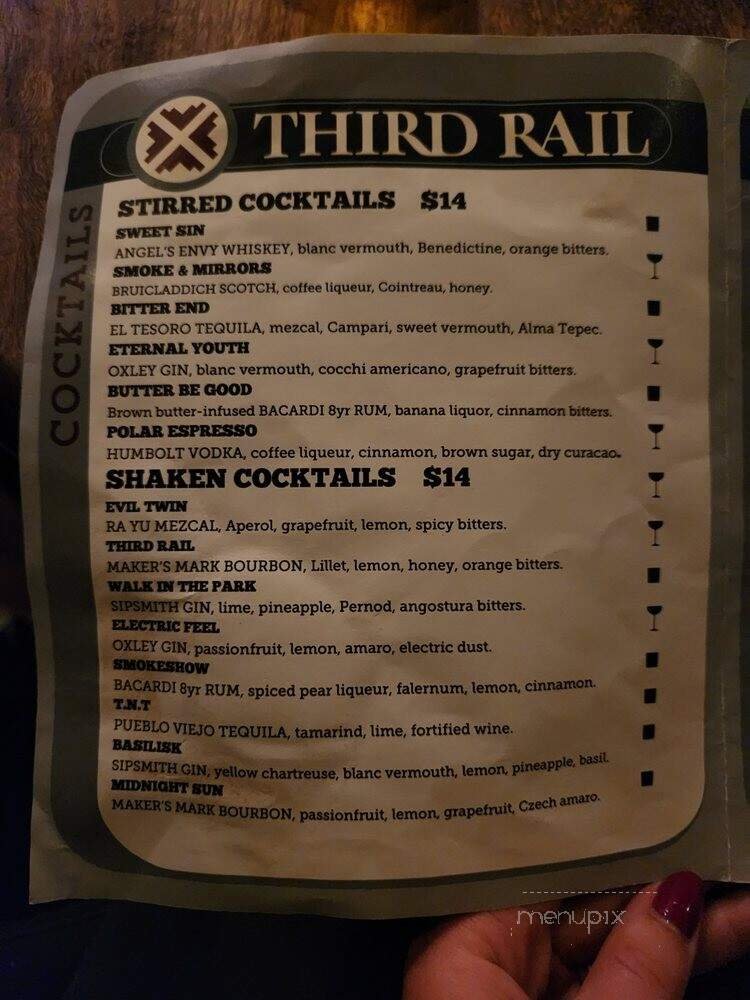 THIRD RAIL
COCKTAILS
STIRRED COCKTAILS $14
SWEET SIN
ANGEL'S ENVY WHISKEY, blanc vermouth, Benedictine, orange bitters.
SMOKE & MIRRORS
BRUICLADDICH SCOTCH, coffee liqueur, Cointreau, honey.
BITTER END
EL TESORO TEQUILA, mezcal, Campari, sweet vermouth, Alma Tepec.
ETERNAL YOUTH
OXLEY GIN, blanc vermouth, cocchi americano, grapefruit bitters.
BUTTER BE GOOD
Brown butter-infused BACARDI 8yr RUM, banana liquor, cinnamon bitters.
POLAR ESPRESSO
HUMBOLT VODKA, coffee liqueur, cinnamon, brown sugar, dry curacao.
SHAKEN COCKTAILS $14
EVIL TWIN
RA YU MEZCAL, Aperol, grapefruit, lemon, spicy bitters.
THIRD RAIL
MAKER'S MARK BOURBON, Lillet, lemon, honey, orange bitters.
WALK IN THE PARK
SIPSMITH GIN, lime, pineapple, Pernod, angostura bitters.
ELECTRIC FEEL
OXLEY GIN, passionfruit, lemon, amaro, electric dust.
SMOKESHOW
BACARDI 8yr RUM, spiced pear liqueur, falernum, lemon, cinnamon.
T.N.T
PUEBLO VIEJO TEQUILA, tamarind, lime, fortified wine.
BASILISK
SIPSMITH GIN, yellow chartreuse, blanc vermouth, lemon, pineapple, basil.
MIDNIGHT SUN
MAKER'S MARK BOURBON, passionfruit, lemon, grapefruit, Czech amaro.
menupix